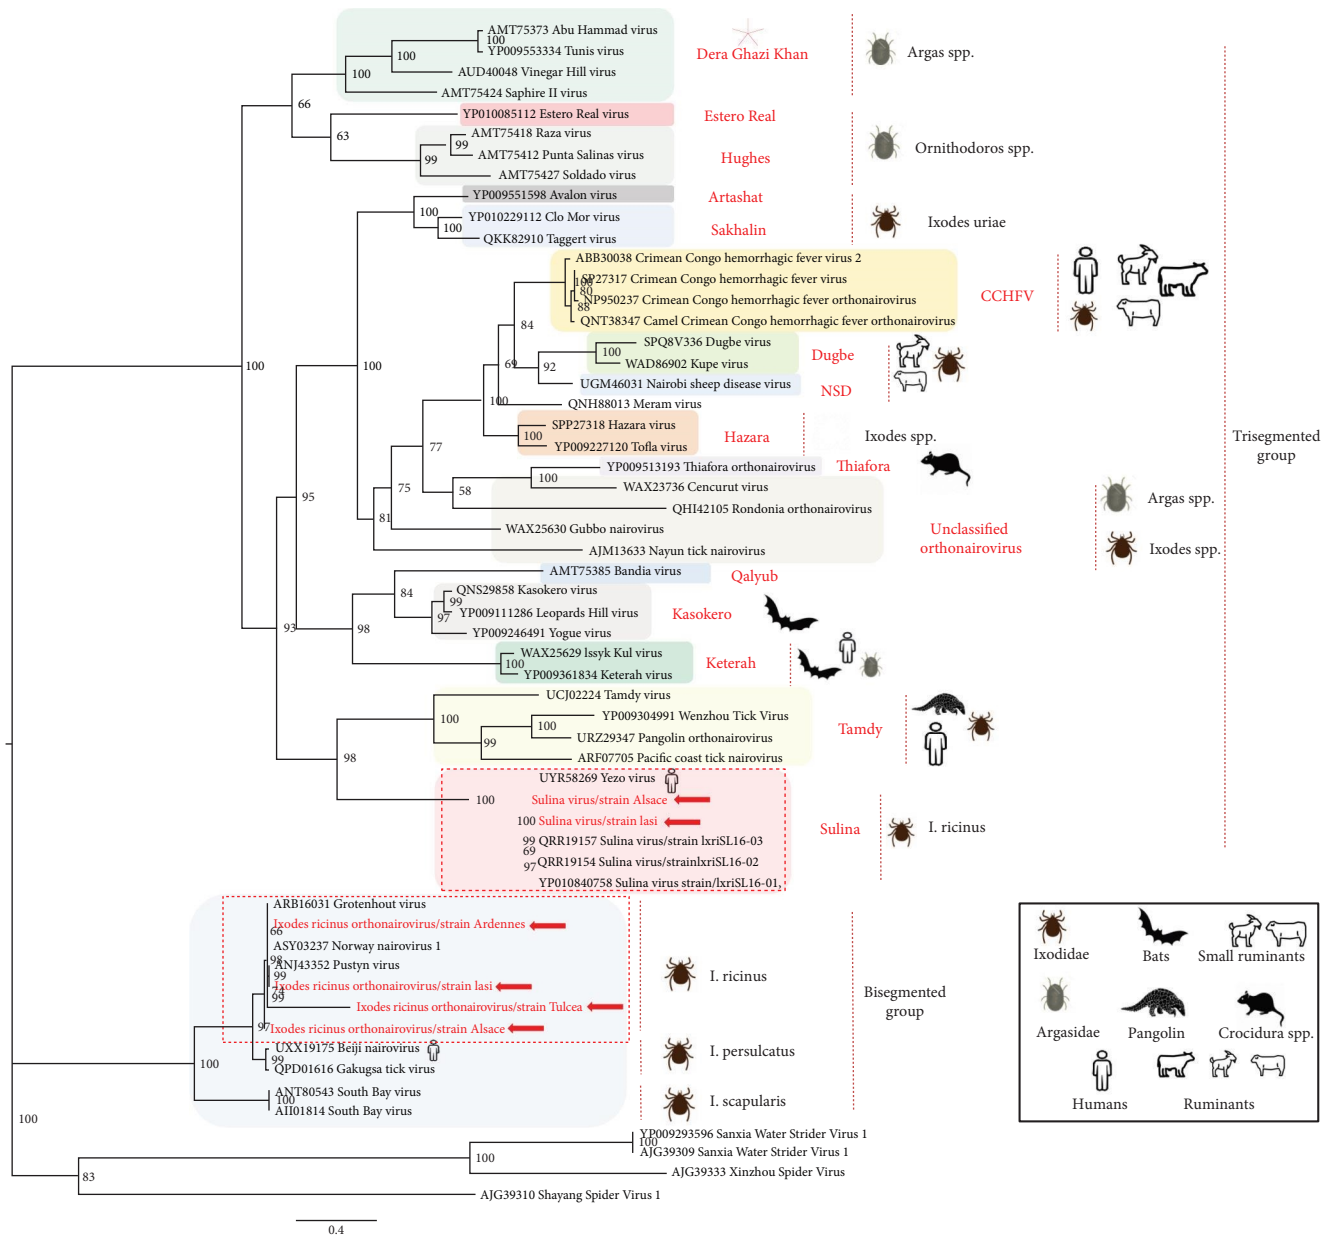 AMT75373 Abu Hammad virus
100
YP009553334 Tunis virus
100
AUD40048 Vinegar Hill virus
100
AMT75424 Saphire II virus
Dera Ghazi Khan
Argas spp.
66
YP010085112 Estero Real virus
Estero Real
63
AMT75418 Raza virus
99
AMT75412 Punta Salinas virus
99
AMT75427 Soldado virus
Hughes
Ornithodoros spp.
YP009551598 Avalon virus
Artashat
100
YP010229112 Clo Mor virus
100
QKK82910 Taggert virus
Sakhalin
Ixodes uriae
ABB30038 Crimean Congo hemorrhagic fever virus 2
100
SP27317 Crimean Congo hemorrhagic fever virus
80
NP950237 Crimean Congo hemorrhagic fever orthonairovirus
88
QNT38347 Camel Crimean Congo hemorrhagic fever orthonairovirus
CCHFV
84
SPQ8V336 Dugbe virus
100
WAD86902 Kupe virus
Dugbe
69
92
UGM46031 Nairobi sheep disease virus
NSD
100
QNH88013 Meram virus
100
100
SPP27318 Hazara virus
100
YP009227120 Tofla virus
Hazara
Ixodes spp.
77
YP009513193 Thiafora orthonairovirus
Thiafora
100
WAX23736 Cencurut virus
75
58
QHI42105 Rondonia orthonairovirus
95
81
WAX25630 Gubbo nairovirus
AJM13633 Nayun tick nairovirus
Unclassified
orthonairovirus
Argas spp.
Ixodes spp.
Trisegmented
group
AMT75385 Bandia virus
Qalyub
84
QNS29858 Kasokero virus
99
YP009111286 Leopards Hill virus
97
YP009246491 Yogue virus
Kasokero
93
98
WAX25629 lssyk Kul virus
100
YP009361834 Keterah virus
Keterah
UCJ02224 Tamdy virus
100
YP009304991 Wenzhou Tick Virus
100
URZ29347 Pangolin orthonairovirus
99
ARF07705 Pacific coast tick nairovirus
Tamdy
98
UYR58269 Yezo virus
100
Sulina virus/strain Alsace
100
Sulina virus/strain lasi
99
QRR19157 Sulina virus/strain lxriSL16-03
69
QRR19154 Sulina virus/strainlxriSL16-02
97
YP010840758 Sulina virus strain/lxriSL16-01,
Sulina
I. ricinus
ARB16031 Grotenhout virus
Ixodes ricinus orthonairovirus/strain Ardennes
66
ASY03237 Norway nairovirus 1
98
ANJ43352 Pustyn virus
99
Ixodes ricinus orthonairovirus/strain lasi
74
99
Ixodes ricinus orthonairovirus/strain Tulcea
97
Ixodes ricinus orthonairovirus/strain Alsace
I. ricinus
Bisegmented
group
UXX19175 Beiji nairovirus
99
QPD01616 Gakugsa tick virus
I. persulcatus
100
ANT80543 South Bay virus
100
AII01814 South Bay virus
I. scapularis
100
YP009293596 Sanxia Water Strider Virus 1
100
AJG39309 Sanxia Water Strider Virus 1
100
AJG39333 Xinzhou Spider Virus
83
AJG39310 Shayang Spider Virus 1
0.4
Ixodidae
Bats
Small ruminants
Argasidae
Pangolin
Crocidura spp.
Humans
Ruminants